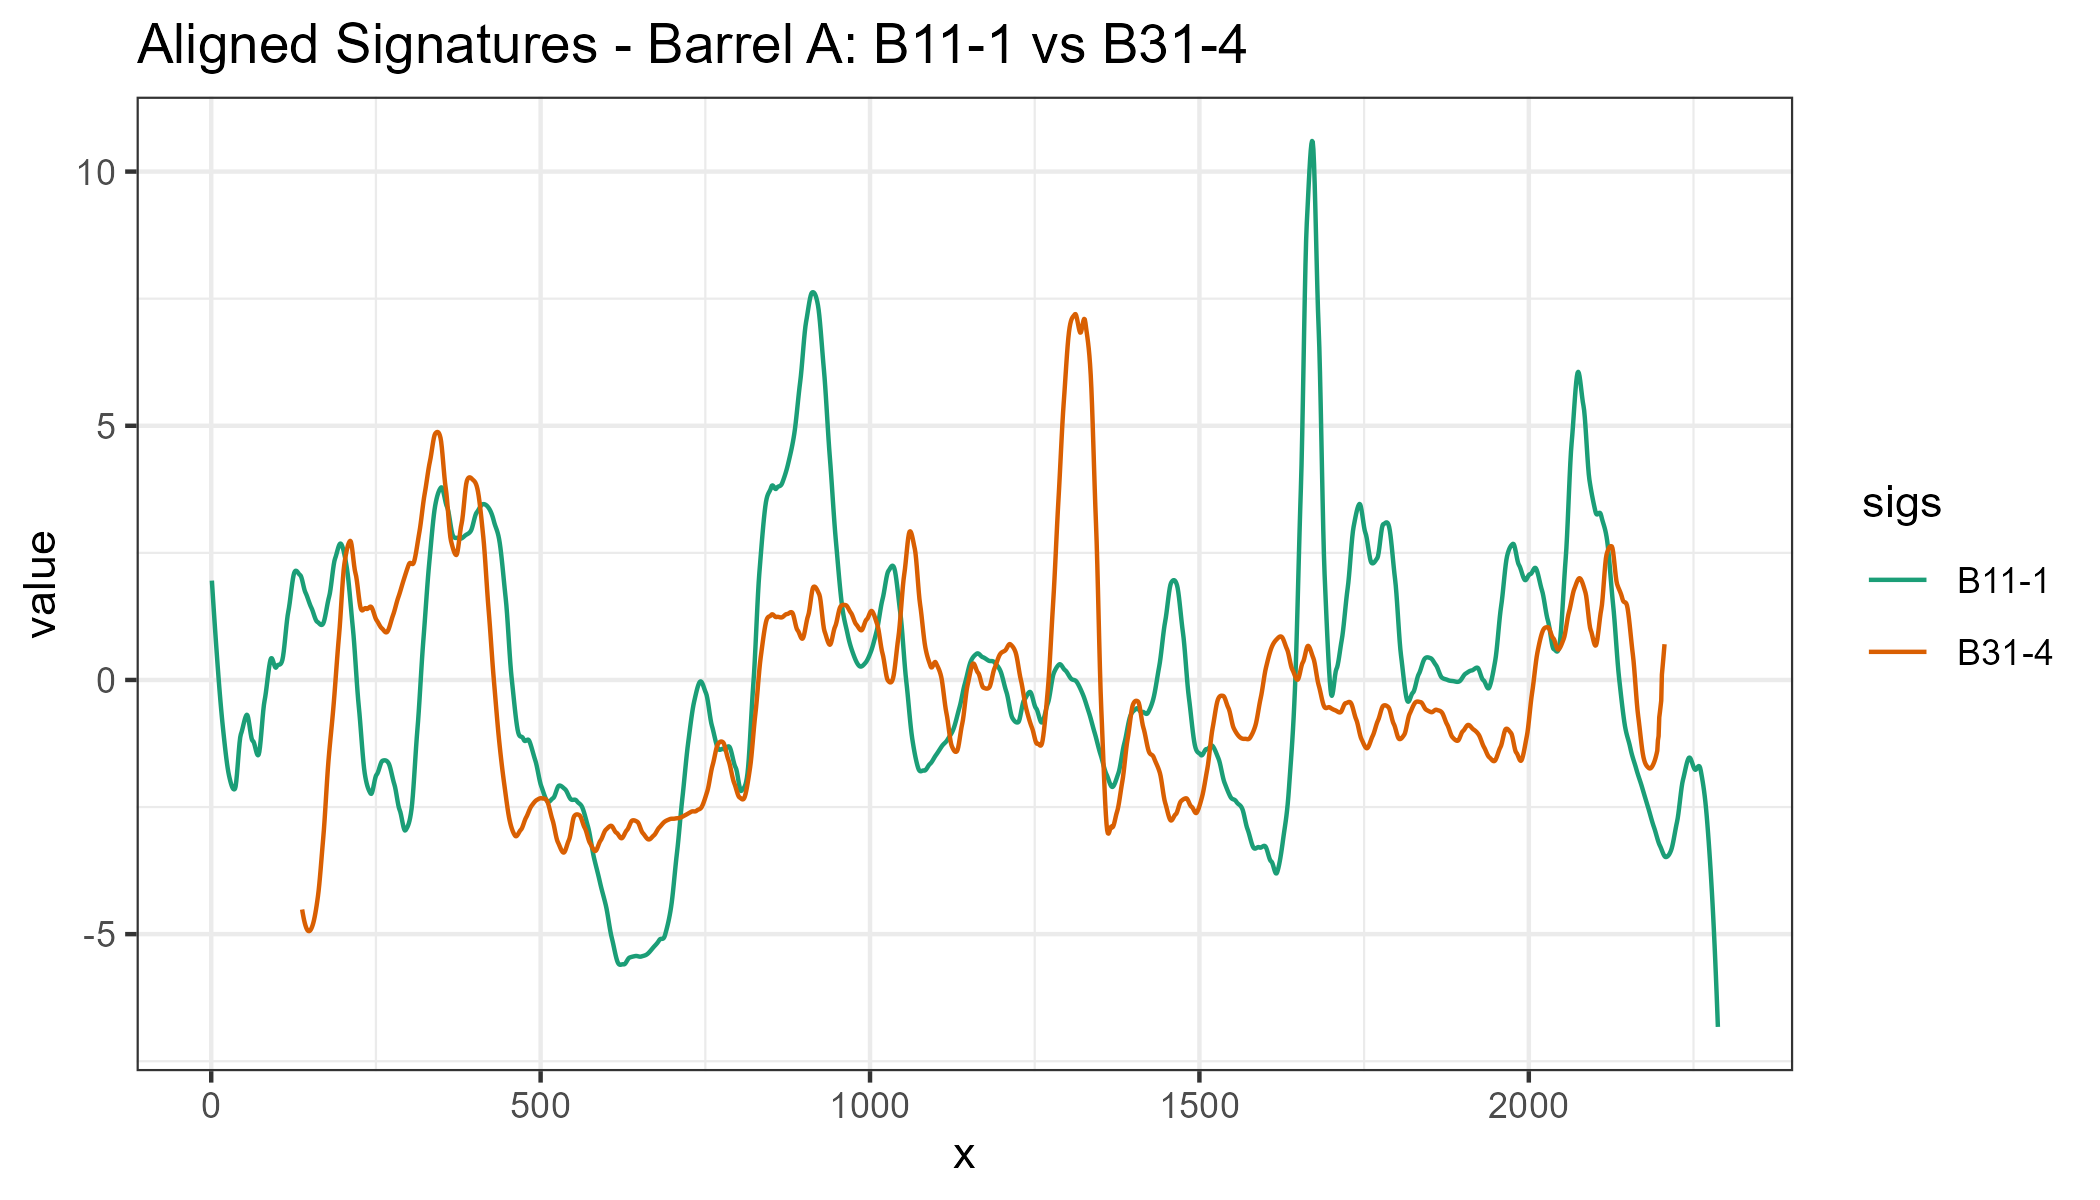 Aligned Signatures - Barrel A: B11-1 vs B31-4
10
5
0
-5
value
0 500 1000 1500 2000
x
sigs
B11-1
B31-4